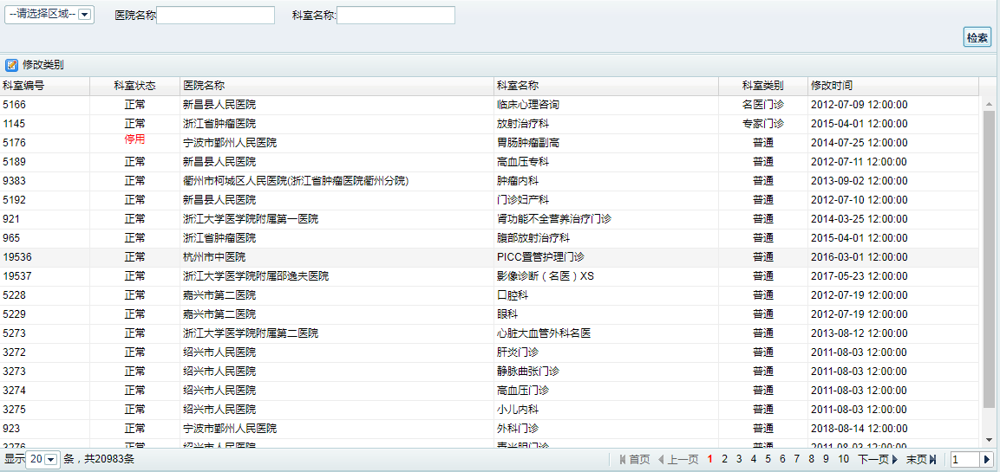 --请选择区域-- 医院名称 科室名称:
检索
修改类别
科室编号 科室状态 医院名称 科室名称 科室类别 修改时间
5166 正常 新昌县人民医院 临床心理咨询 名医门诊 2012-07-09 12:00:00
1145 正常 浙江省肿瘤医院 放射治疗科 专家门诊 2015-04-01 12:00:00
5176 停用 宁波市鄞州人民医院 胃肠肿瘤副高 普通 2014-07-25 12:00:00
5189 正常 新昌县人民医院 高血压专科 普通 2012-07-11 12:00:00
9383 正常 衢州市柯城区人民医院(浙江省肿瘤医院衢州分院) 肿瘤内科 普通 2013-09-02 12:00:00
5192 正常 新昌县人民医院 门诊妇产科 普通 2012-07-10 12:00:00
921 正常 浙江大学医学院附属第一医院 肾功能不全营养治疗门诊 普通 2014-03-25 12:00:00
965 正常 浙江省肿瘤医院 腹部放射治疗科 普通 2015-04-01 12:00:00
19536 正常 杭州市中医院 PICC置管护理门诊 普通 2016-03-01 12:00:00
19537 正常 浙江大学医学院附属邵逸夫医院 影像诊断（名医）XS 普通 2017-05-23 12:00:00
5228 正常 嘉兴市第二医院 口腔科 普通 2012-07-19 12:00:00
5229 正常 嘉兴市第二医院 眼科 普通 2012-07-19 12:00:00
5273 正常 浙江大学医学院附属第二医院 心脏大血管外科名医 普通 2013-08-12 12:00:00
3272 正常 绍兴市人民医院 肝炎门诊 普通 2011-08-03 12:00:00
3273 正常 绍兴市人民医院 静脉曲张门诊 普通 2011-08-03 12:00:00
3274 正常 绍兴市人民医院 高血压门诊 普通 2011-08-03 12:00:00
3275 正常 绍兴市人民医院 小儿内科 普通 2011-08-03 12:00:00
923 正常 宁波市鄞州人民医院 外科门诊 普通 2018-08-14 12:00:00
3276 正常 绍兴市人民医院 青光眼门诊 普通 2011-08-03 12:00:00
显示 20 条，共20983条 首页 上一页 1 2 3 4 5 6 7 8 9 10 下一页 末页 1